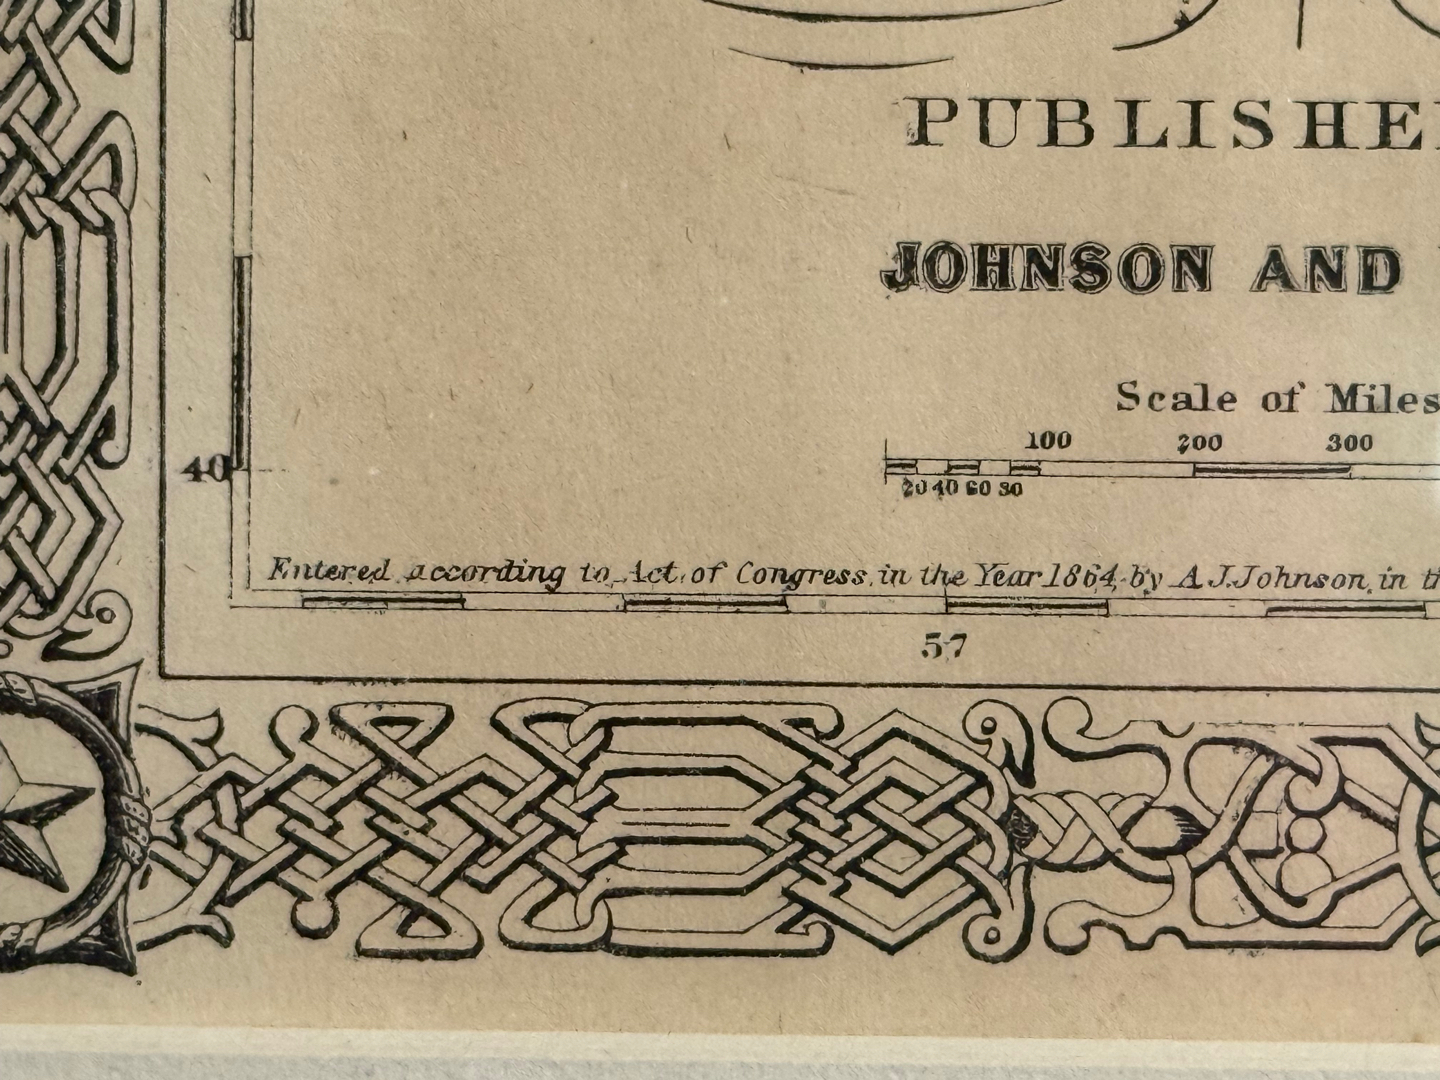 PUBLISHE
JOHNSON AND
Scale of Miles
100 200 300
20 40 60 80
40
Entered according to Act of Congress, in the Year 1864, by A.J. Johnson, in
57